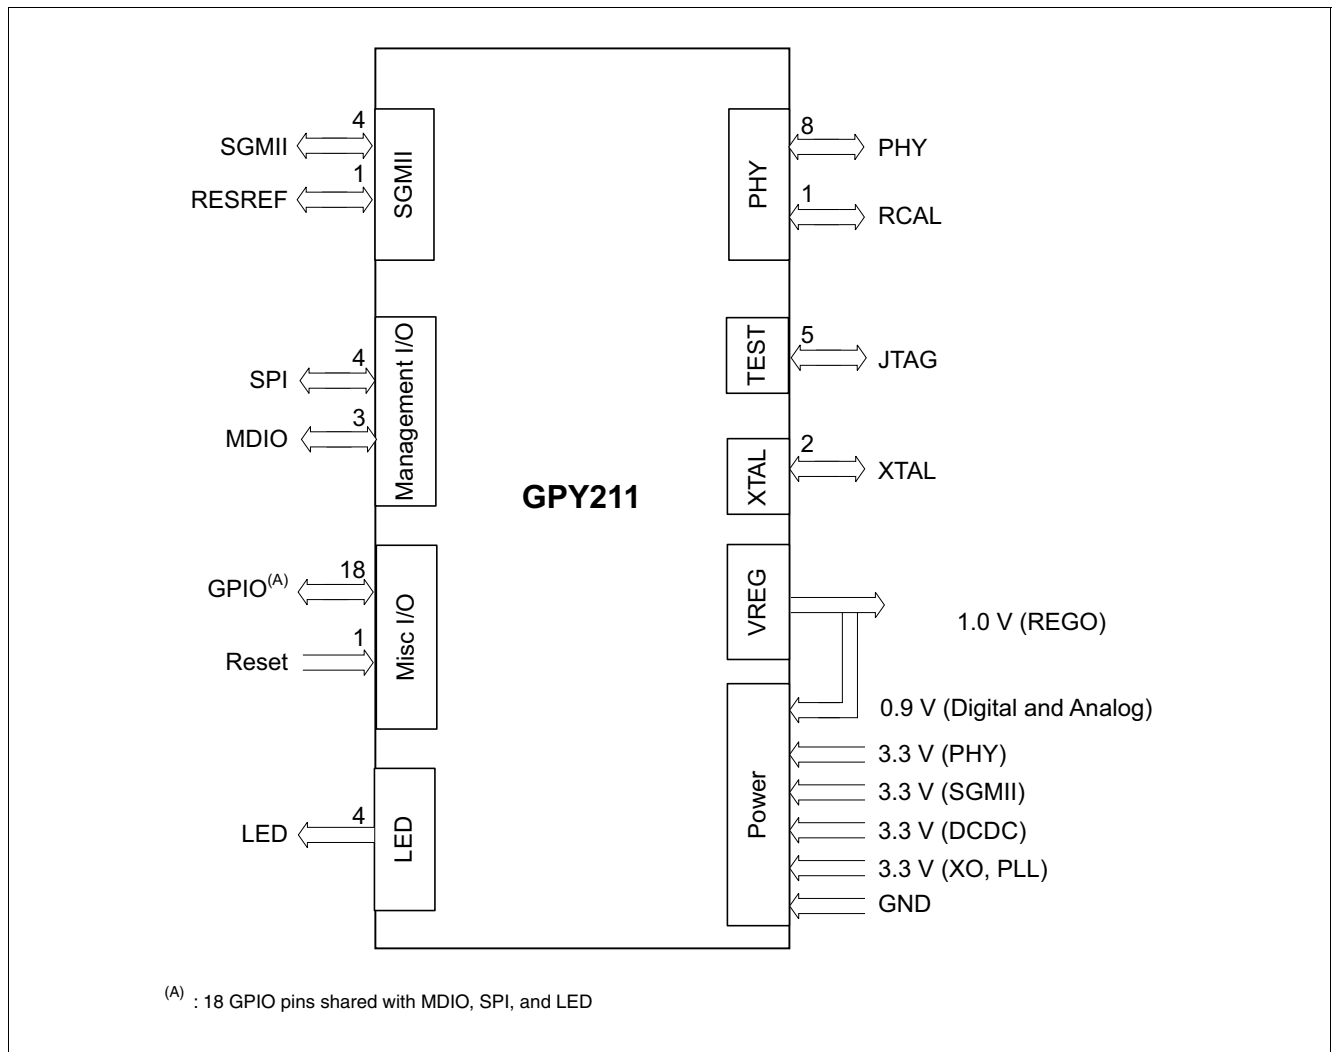 4
SGMII
1
RESREF
SGMII
4
SPI
3
MDIO
Management I/O
18
GPIO(A)
1
Reset
Misc I/O
4
LED
LED
GPY211
PHY
8
PHY
1
RCAL
TEST
5
JTAG
XTAL
2
XTAL
VREG
1.0 V (REGO)
Power
0.9 V (Digital and Analog)
3.3 V (PHY)
3.3 V (SGMII)
3.3 V (DCDC)
3.3 V (XO, PLL)
GND
(A) : 18 GPIO pins shared with MDIO, SPI, and LED